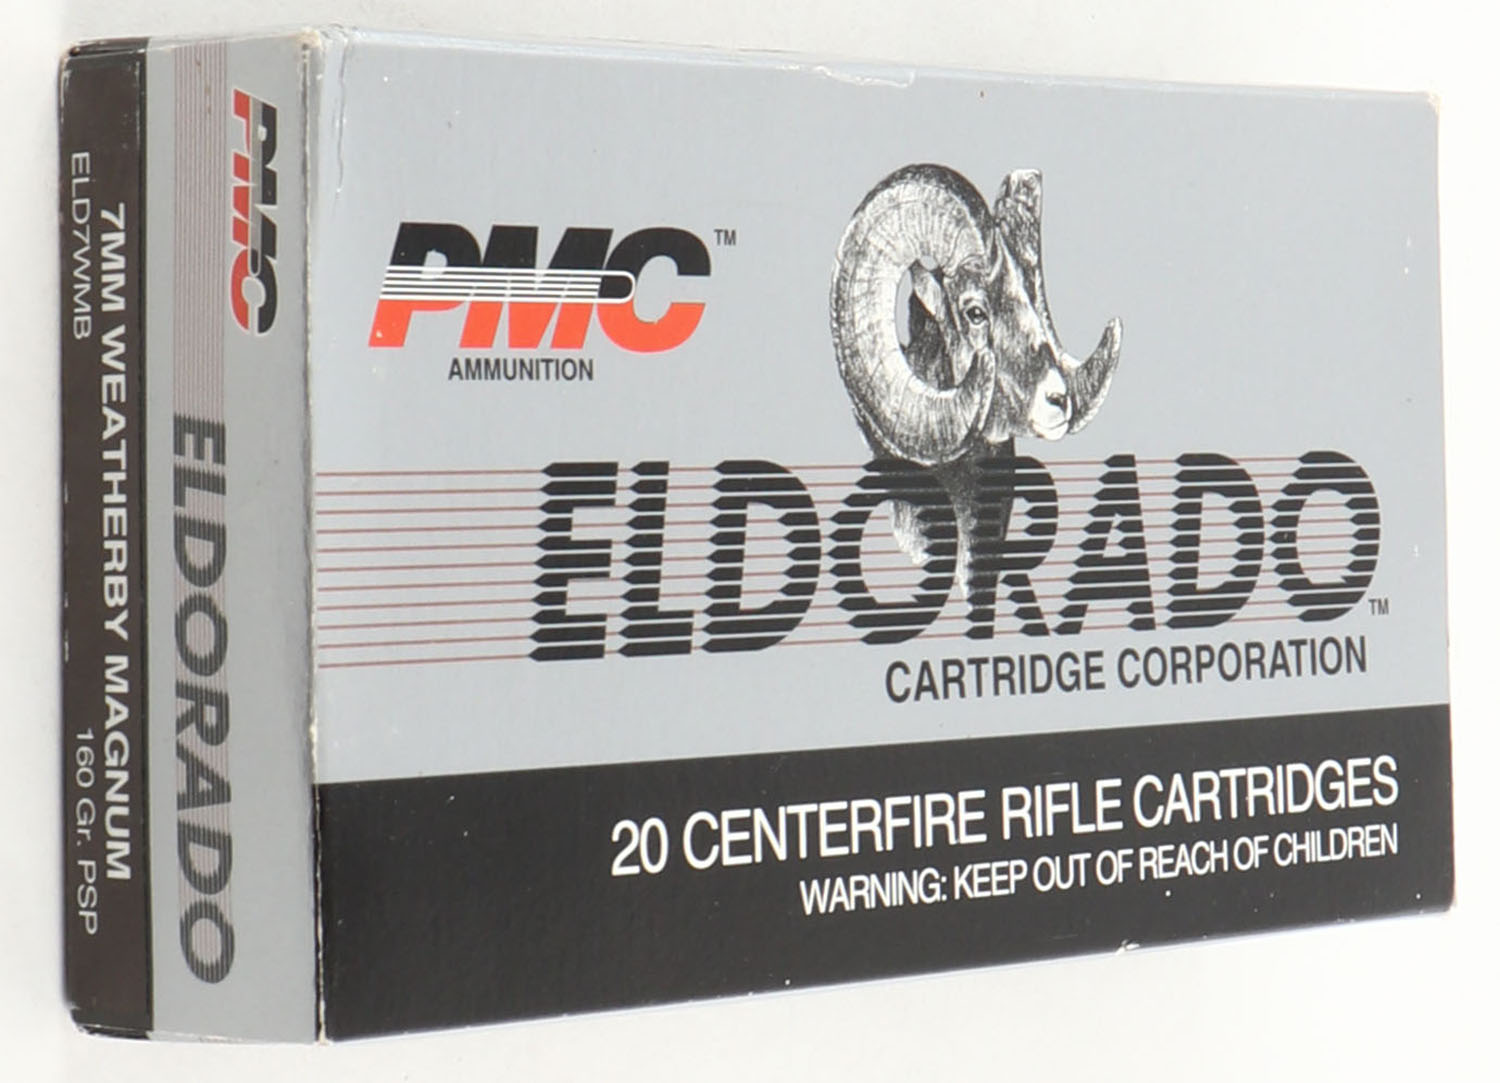 PMC™
AMMUNITION
ELDORADO™
CARTRIDGE CORPORATION
20 CENTERFIRE RIFLE CARTRIDGES
WARNING: KEEP OUT OF REACH OF CHILDREN
PMC ELDORADO
7MM WEATHERBY MAGNUM
ELD7WMB 160 Gr. PSP